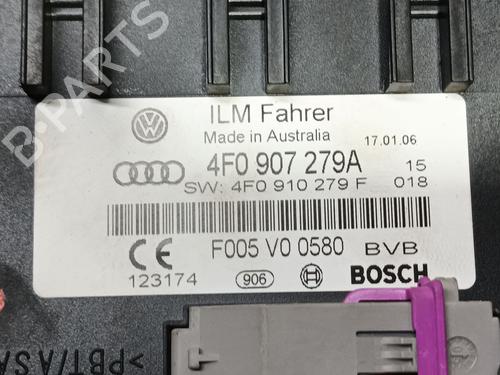 ILM Fahrer
Made in Australia
17.01.06
4F0 907 279A 15
SW: 4F0 910 279 F 018
F005 V0 0580 BVB
CE
123174 906 BOSCH
>PBT/ASA
B-PARTS